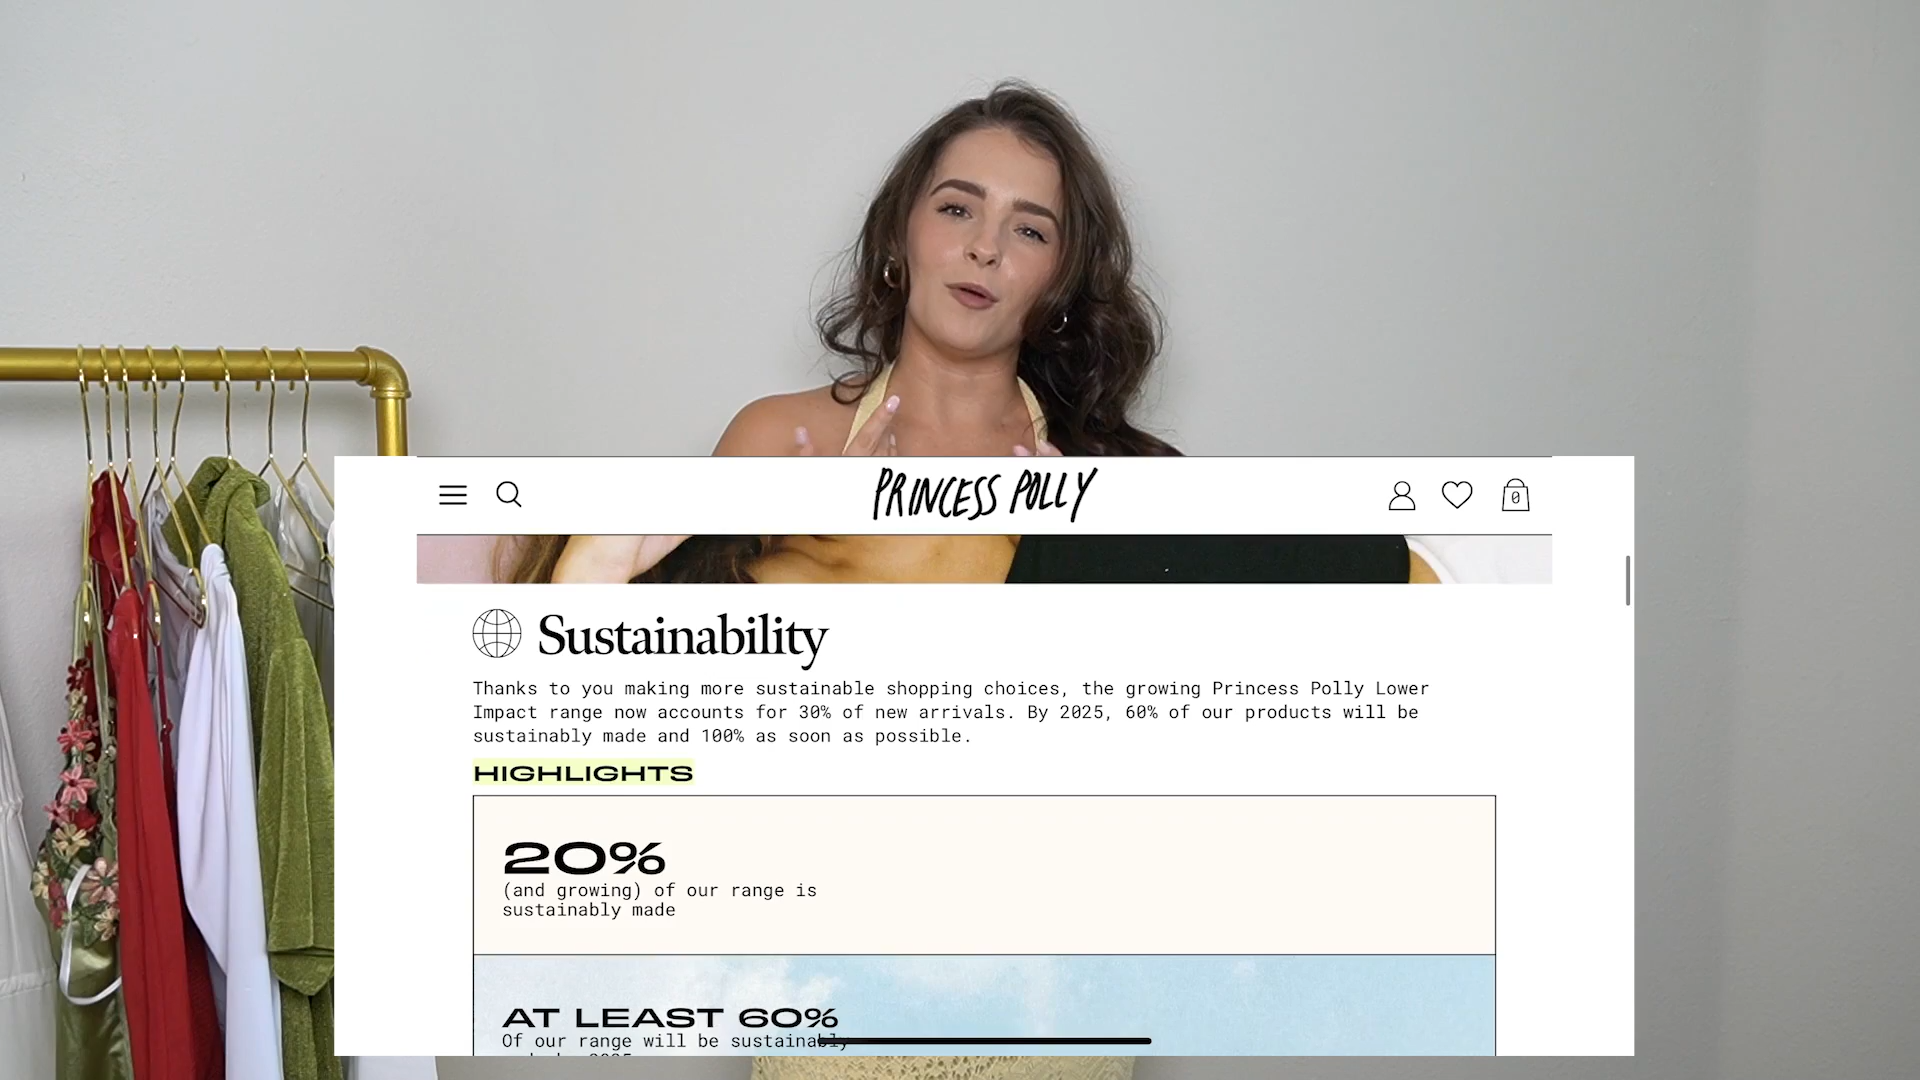 PRINCESS POLLY
0
Sustainability
Thanks to you making more sustainable shopping choices, the growing Princess Polly Lower
Impact range now accounts for 30% of new arrivals. By 2025, 60% of our products will be
sustainably made and 100% as soon as possible.
HIGHLIGHTS
20%
(and growing) of our range is
sustainably made
AT LEAST 60%
Of our range will be sustainably